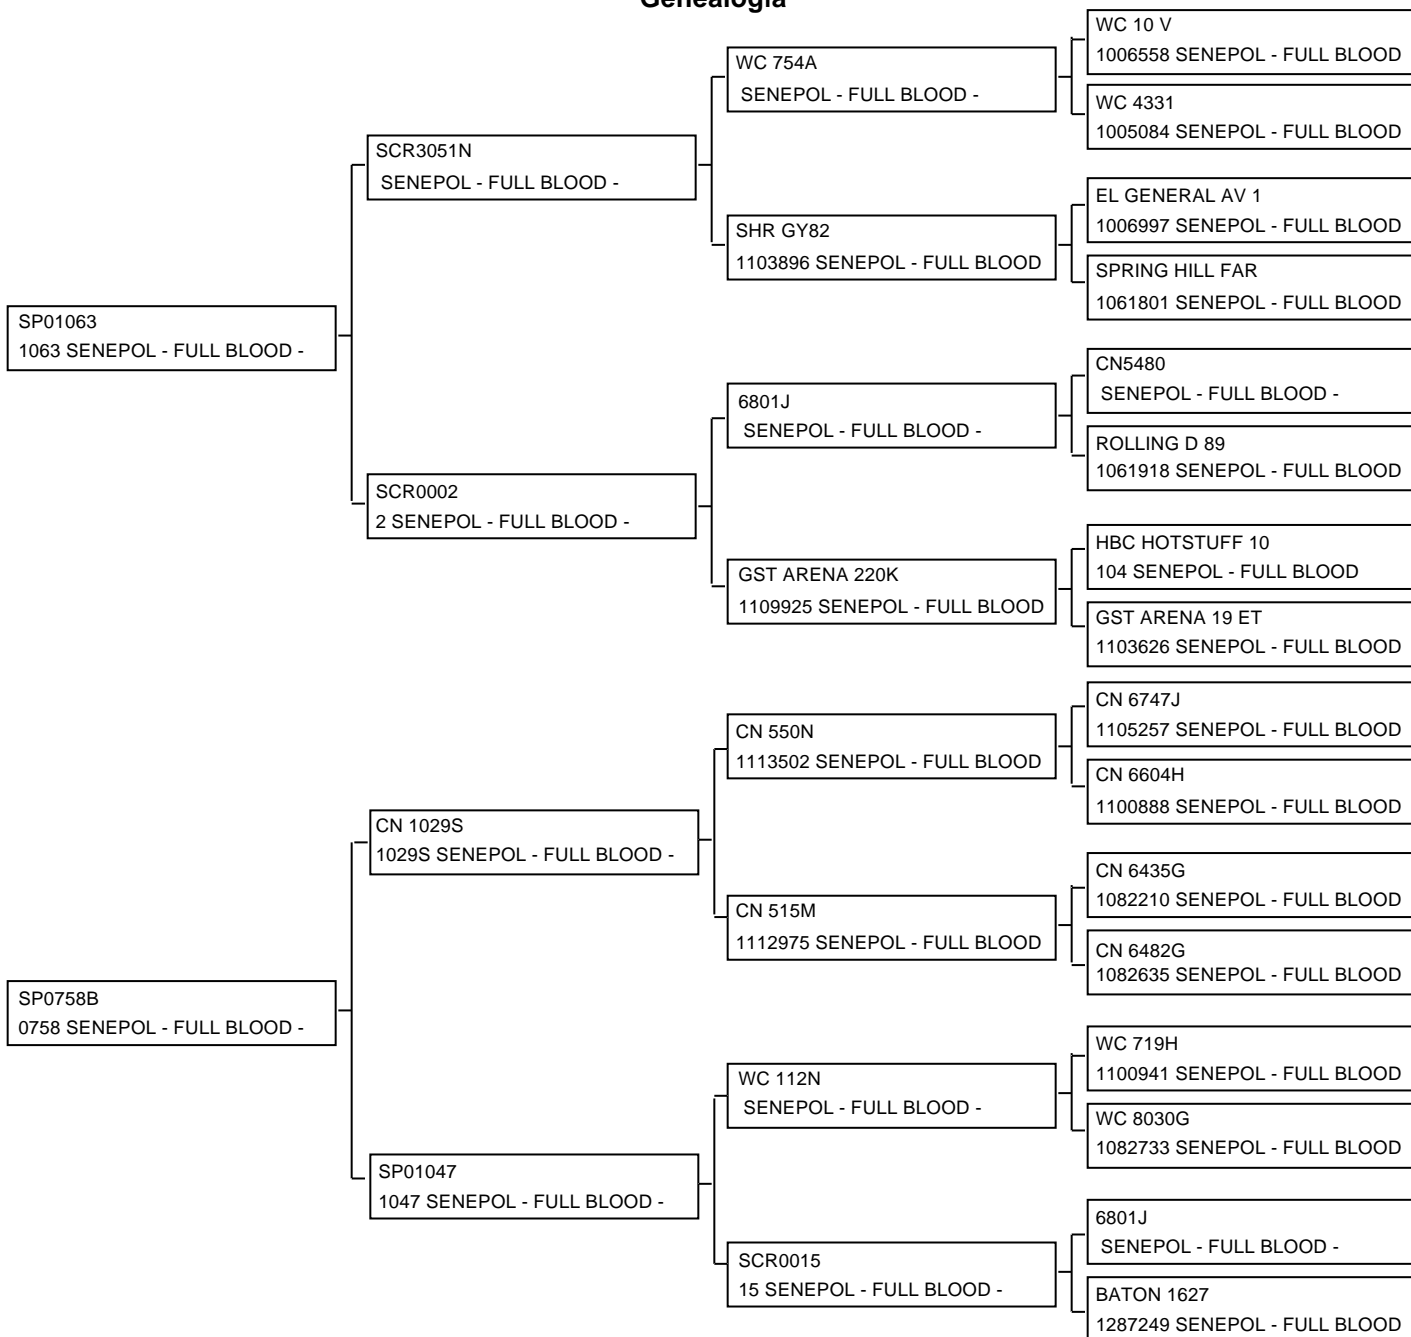 Genealogia
WC 10 V
1006558 SENEPOL - FULL BLOOD
WC 754A
SENEPOL - FULL BLOOD -
WC 4331
1005084 SENEPOL - FULL BLOOD
SCR3051N
SENEPOL - FULL BLOOD -
EL GENERAL AV 1
1006997 SENEPOL - FULL BLOOD
SHR GY82
1103896 SENEPOL - FULL BLOOD
SPRING HILL FAR
1061801 SENEPOL - FULL BLOOD
SP01063
1063 SENEPOL - FULL BLOOD -
CN5480
SENEPOL - FULL BLOOD -
6801J
SENEPOL - FULL BLOOD -
ROLLING D 89
1061918 SENEPOL - FULL BLOOD
SCR0002
2 SENEPOL - FULL BLOOD -
HBC HOTSTUFF 10
104 SENEPOL - FULL BLOOD
GST ARENA 220K
1109925 SENEPOL - FULL BLOOD
GST ARENA 19 ET
1103626 SENEPOL - FULL BLOOD
CN 6747J
1105257 SENEPOL - FULL BLOOD
CN 550N
1113502 SENEPOL - FULL BLOOD
CN 6604H
1100888 SENEPOL - FULL BLOOD
CN 1029S
1029S SENEPOL - FULL BLOOD -
CN 6435G
1082210 SENEPOL - FULL BLOOD
CN 515M
1112975 SENEPOL - FULL BLOOD
CN 6482G
1082635 SENEPOL - FULL BLOOD
SP0758B
0758 SENEPOL - FULL BLOOD -
WC 719H
1100941 SENEPOL - FULL BLOOD
WC 112N
SENEPOL - FULL BLOOD -
WC 8030G
1082733 SENEPOL - FULL BLOOD
SP01047
1047 SENEPOL - FULL BLOOD -
6801J
SENEPOL - FULL BLOOD -
SCR0015
15 SENEPOL - FULL BLOOD -
BATON 1627
1287249 SENEPOL - FULL BLOOD